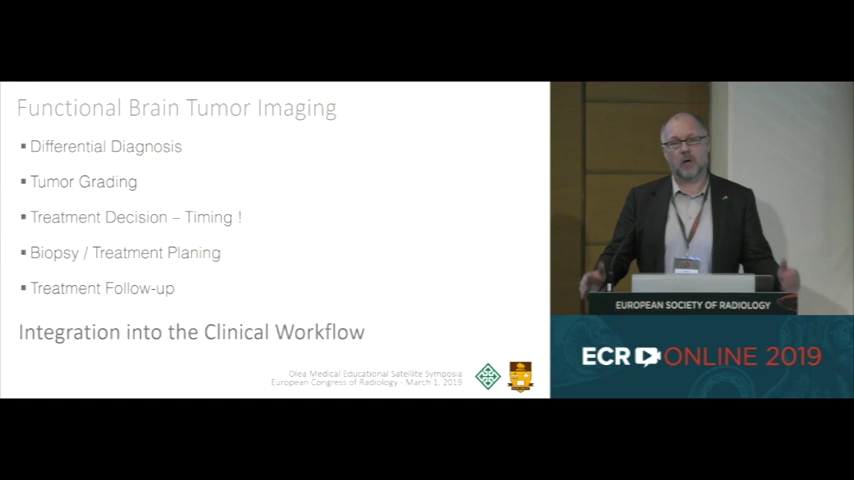 Functional Brain Tumor Imaging
▪ Differential Diagnosis
▪ Tumor Grading
▪ Treatment Decision – Timing !
▪ Biopsy / Treatment Planing
▪ Treatment Follow-up
Integration into the Clinical Workflow
Olea Medical Educational Satellite Symposia
European Congress of Radiology - March 1, 2019
EUROPEAN SOCIETY OF RADIOLOGY
ECR ONLINE 2019